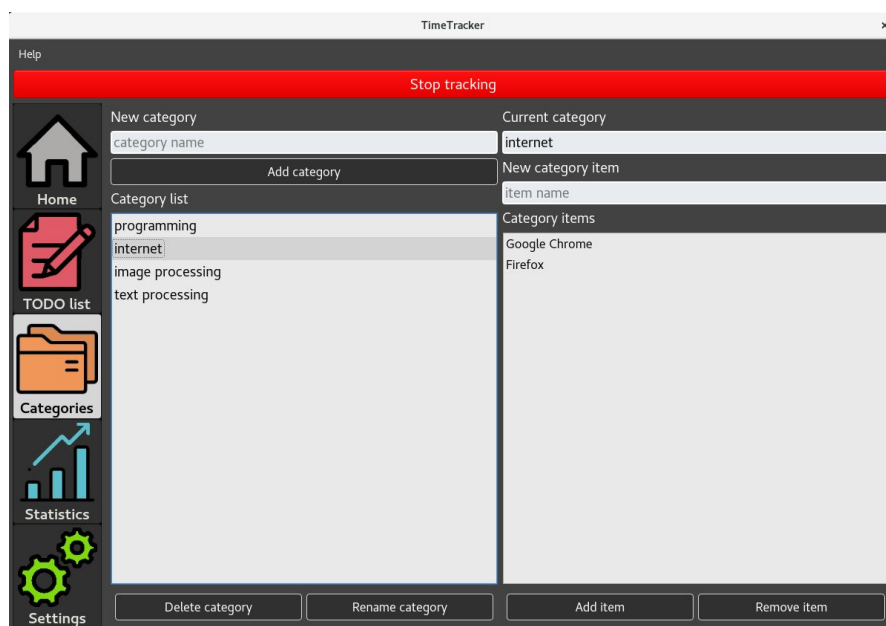 TimeTracker
Help
Stop tracking
Home
TODO list
Categories
Statistics
Settings
New category
category name
Add category
Category list
programming
internet
image processing
text processing
Delete category
Rename category
Current category
internet
New category item
item name
Category items
Google Chrome
Firefox
Add item
Remove item